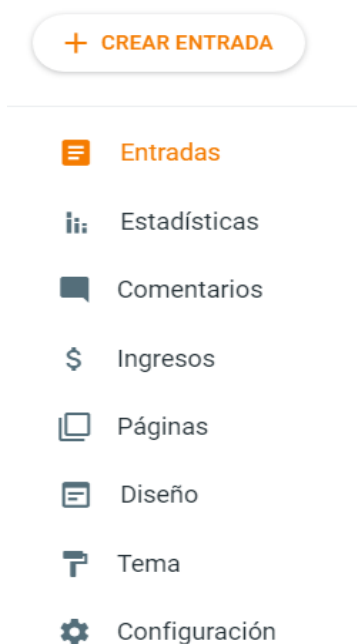 + CREAR ENTRADA
Entradas
Estadísticas
Comentarios
$ Ingresos
Páginas
Diseño
Tema
Configuración